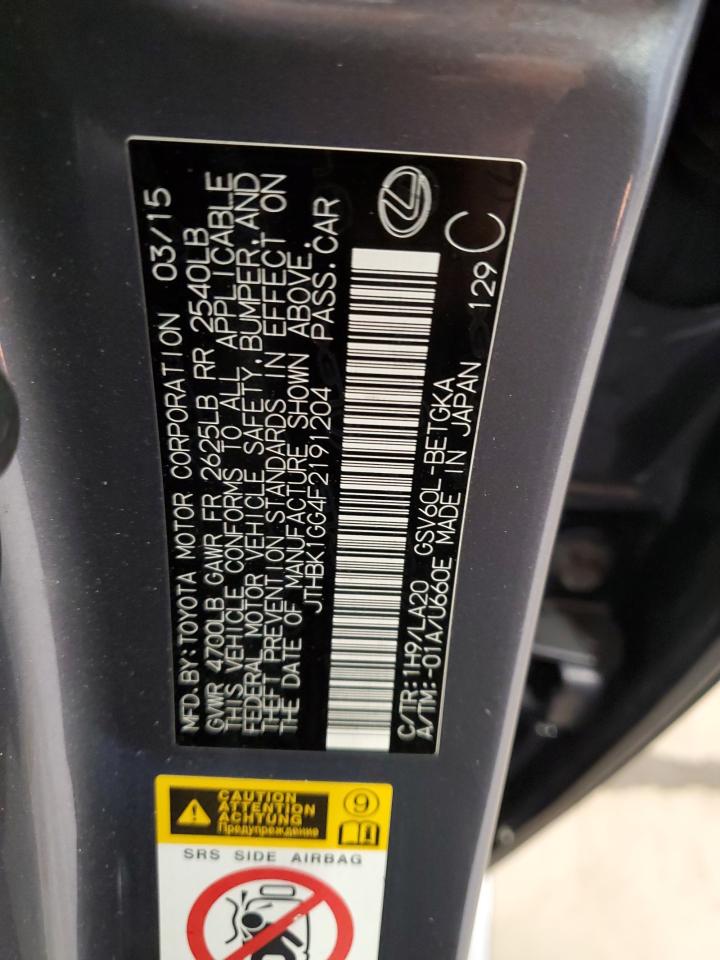 MFD.BY:TOYOTA MOTOR CORPORATION 03/15
GVWR 4700LB GAWR FR 2625LB RR 2540LB
THIS VEHICLE CONFORMS TO ALL APPLICABLE
FEDERAL MOTOR VEHICLE SAFETY,BUMPER,AND
THEFT PREVENTION STANDARDS IN EFFECT ON
THE DATE OF MANUFACTURE SHOWN ABOVE.
JTHBK1GG4F2191204 PASS.CAR
C/TR:1H9/LA20 GSV60L-BETGKA
A/TM:-01A/U660E MADE IN JAPAN 129 C
CAUTION
ATTENTION
ACHTUNG
Предупреждение
9
SRS SIDE AIRBAG